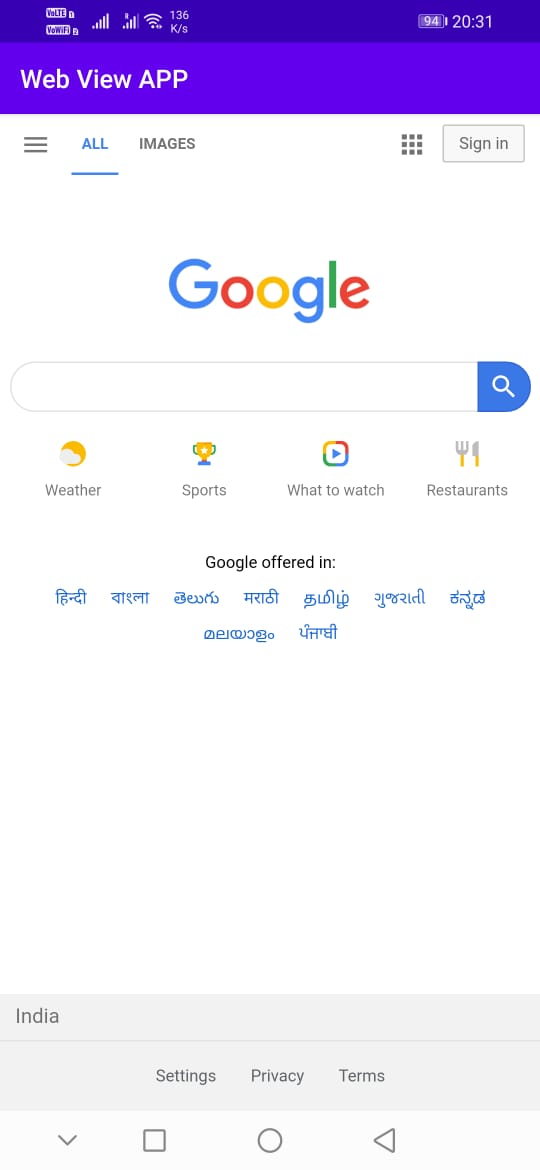 VoLTE 1 136
VoWiFi 2 K/s 94 20:31
Web View APP
ALL IMAGES Sign in
Google
Weather Sports What to watch Restaurants
Google offered in:
हिन्दी বাংলা తెలుగు मराठी தமிழ் ગુજરાતી ಕನ್ನಡ
മലയാളം ਪੰਜਾਬੀ
India
Settings Privacy Terms